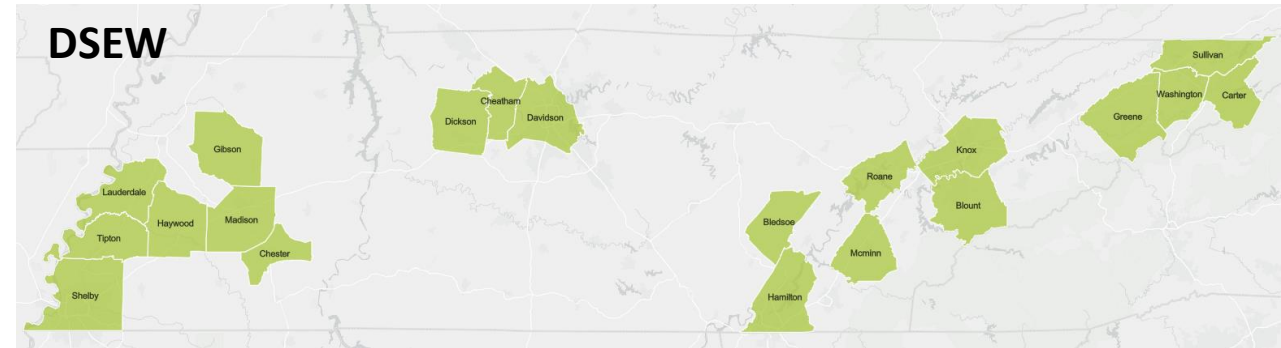 DSEW
Sullivan
Washington
Carter
Greene
Cheatham
Dickson
Davidson
Gibson
Knox
Roane
Lauderdale
Blount
Haywood
Madison
Bledsoe
Tipton
Chester
Mcminn
Shelby
Hamilton